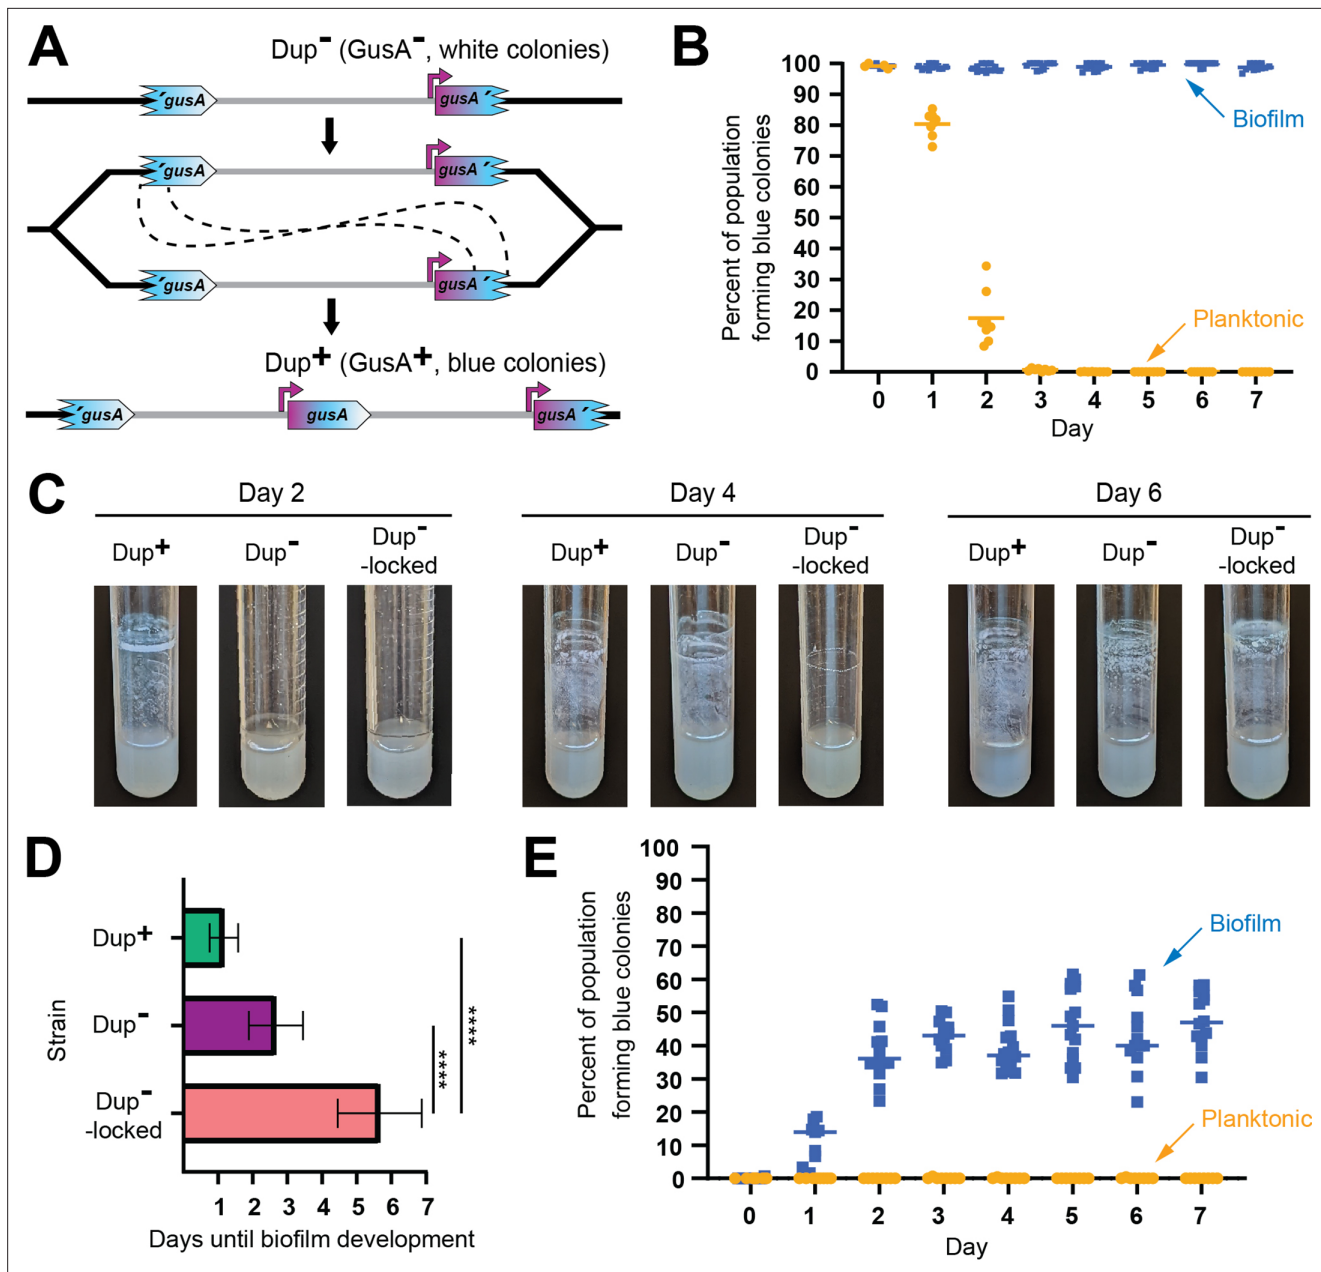 A
Dup- (GusA-, white colonies)
´gusA
gusA´
´gusA
gusA´
´gusA
gusA´
Dup+ (GusA+, blue colonies)
´gusA
gusA
gusA´
B
Percent of population
forming blue colonies
100
90
80
70
60
50
40
30
20
10
0
Biofilm
Planktonic
0 1 2 3 4 5 6 7
Day
C
Day 2
Dup+
Dup-
Dup-
-locked
Day 4
Dup+
Dup-
Dup-
-locked
Day 6
Dup+
Dup-
Dup-
-locked
D
Strain
Dup+
Dup-
Dup-
-locked
****
****
1 2 3 4 5 6 7
Days until biofilm development
E
Percent of population
forming blue colonies
100
90
80
70
60
50
40
30
20
10
0
Biofilm
Planktonic
0 1 2 3 4 5 6 7
Day